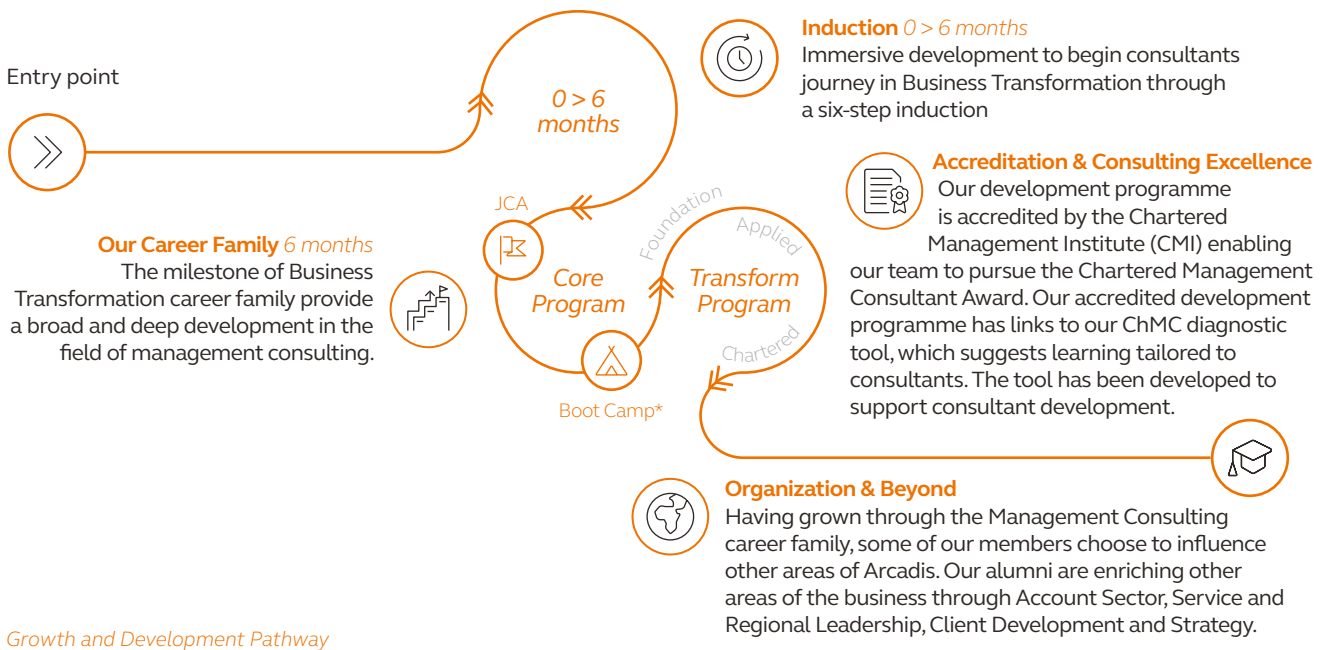 Entry point
0 > 6
months
Induction 0 > 6 months
Immersive development to begin consultants
journey in Business Transformation through
a six-step induction
JCA
Our Career Family 6 months
The milestone of Business
Transformation career family provide
a broad and deep development in the
field of management consulting.
Core
Program
Boot Camp*
Foundation
Applied
Transform
Program
Chartered
Accreditation & Consulting Excellence
Our development programme
is accredited by the Chartered
Management Institute (CMI) enabling
our team to pursue the Chartered Management
Consultant Award. Our accredited development
programme has links to our ChMC diagnostic
tool, which suggests learning tailored to
consultants. The tool has been developed to
support consultant development.
Organization & Beyond
Having grown through the Management Consulting
career family, some of our members choose to influence
other areas of Arcadis. Our alumni are enriching other
areas of the business through Account Sector, Service and
Regional Leadership, Client Development and Strategy.
Growth and Development Pathway